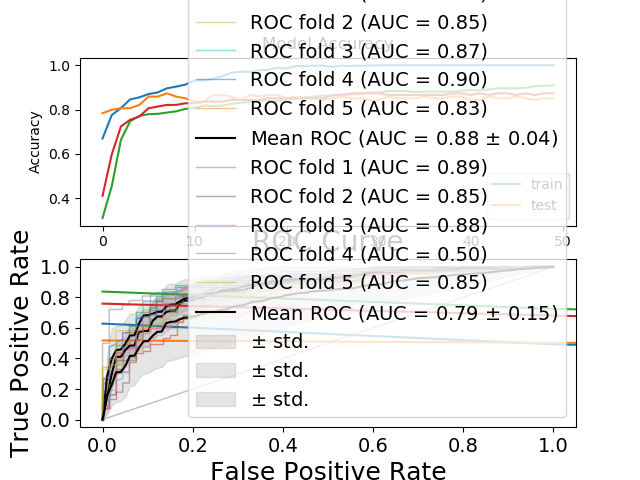 ROC fold 2 (AUC = 0.85)
Model Accuracy
ROC fold 3 (AUC = 0.87)
1.0
ROC fold 4 (AUC = 0.90)
0.8
ROC fold 5 (AUC = 0.83)
Accuracy
Mean ROC (AUC = 0.88 ± 0.04)
0.6
ROC fold 1 (AUC = 0.89)
train
0.4
ROC fold 2 (AUC = 0.85)
test
ROC fold 3 (AUC = 0.88)
0 10 20 30 40 50
ROC Curve
ROC fold 4 (AUC = 0.50)
1.0
ROC fold 5 (AUC = 0.85)
0.8
Mean ROC (AUC = 0.79 ± 0.15)
True Positive Rate
0.6
± std.
0.4
± std.
0.2
± std.
0.0
0.0 0.2 0.4 0.6 0.8 1.0
False Positive Rate